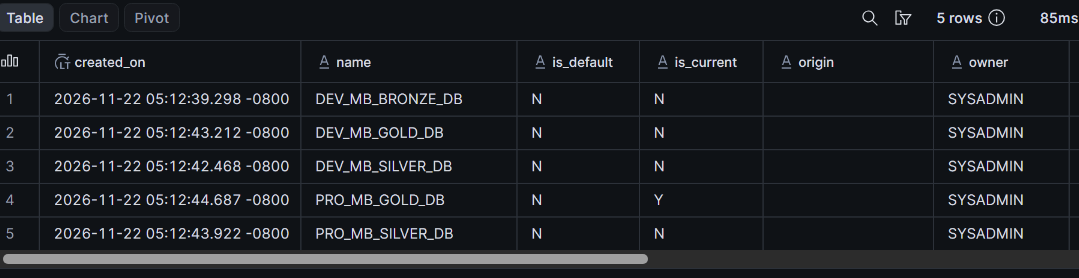 Table Chart Pivot 5 rows 85ms
created_on name is_default is_current origin owner
1 2026-11-22 05:12:39.298 -0800 DEV_MB_BRONZE_DB N N SYSADMIN
2 2026-11-22 05:12:43.212 -0800 DEV_MB_GOLD_DB N N SYSADMIN
3 2026-11-22 05:12:42.468 -0800 DEV_MB_SILVER_DB N N SYSADMIN
4 2026-11-22 05:12:44.687 -0800 PRO_MB_GOLD_DB N Y SYSADMIN
5 2026-11-22 05:12:43.922 -0800 PRO_MB_SILVER_DB N N SYSADMIN